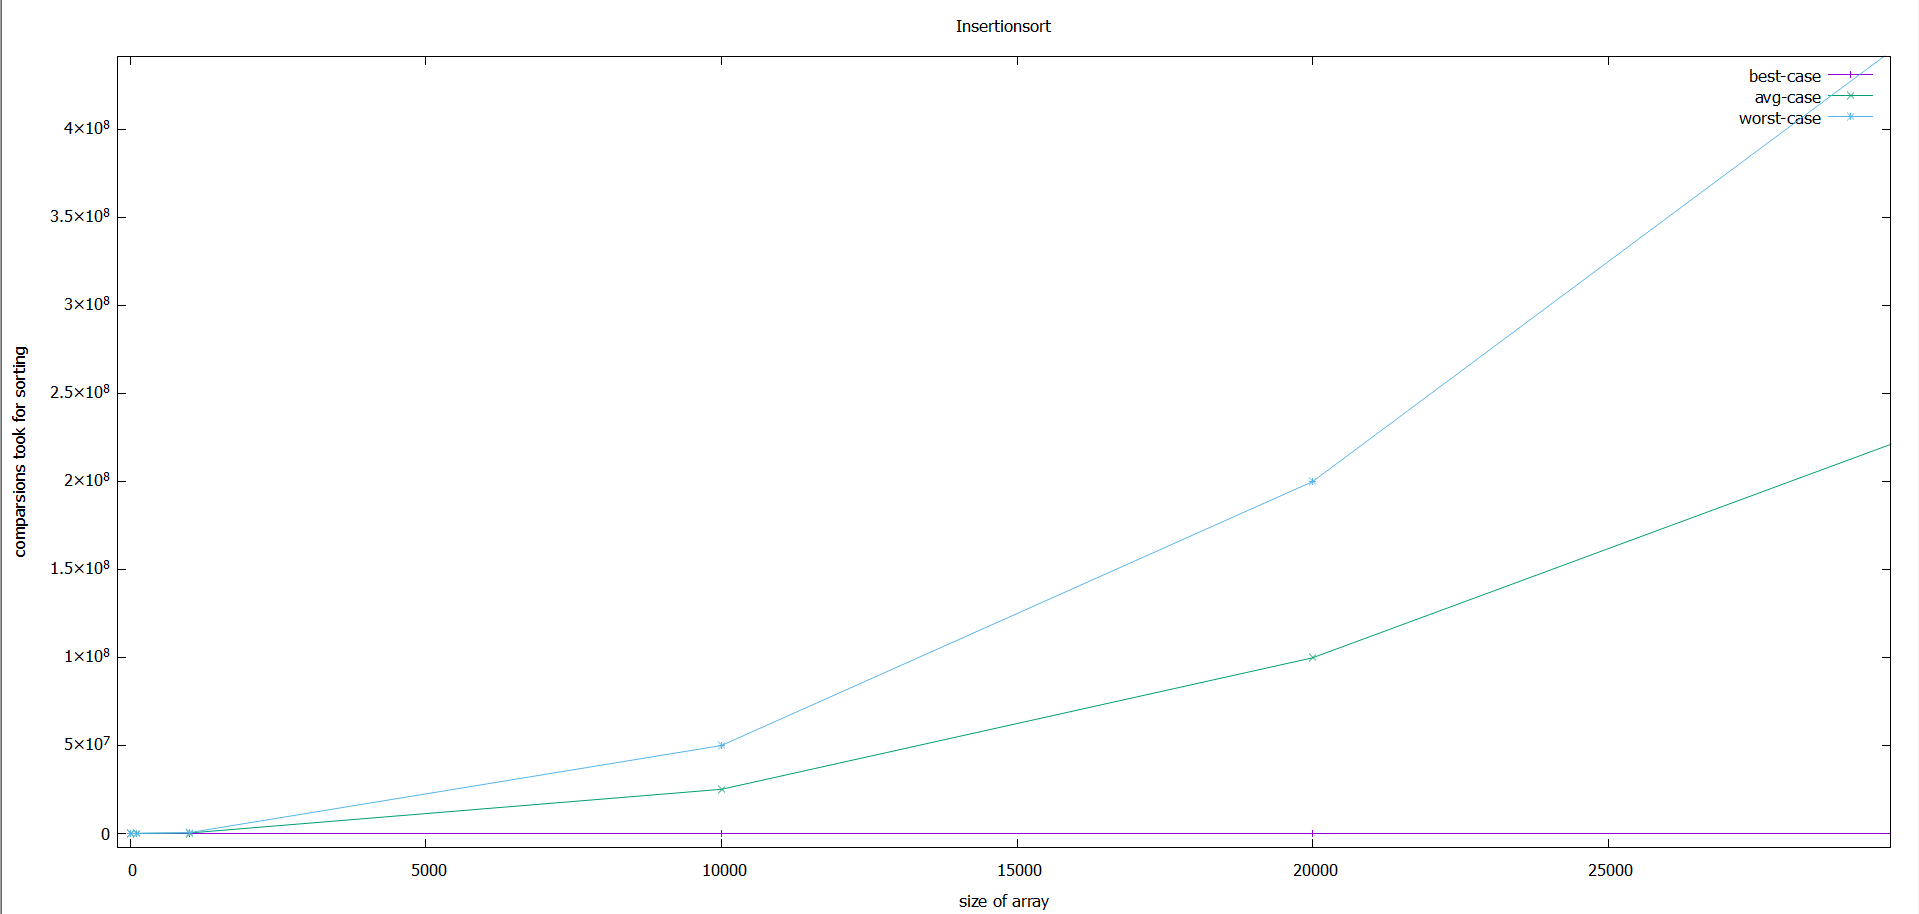 Insertionsort
best-case
avg-case
worst-case
4×10⁸
3.5×10⁸
3×10⁸
2.5×10⁸
2×10⁸
1.5×10⁸
1×10⁸
5×10⁷
0
comparsions took for sorting
0 5000 10000 15000 20000 25000
size of array